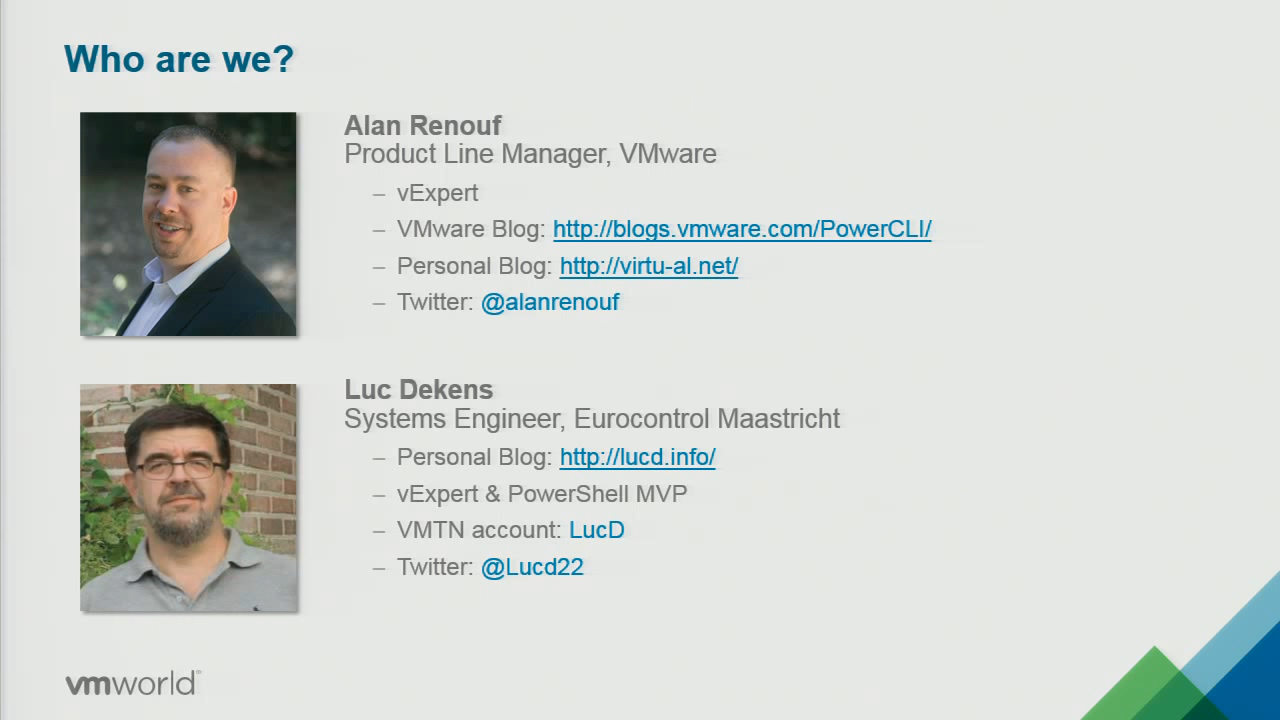 Who are we?
Alan Renouf
Product Line Manager, VMware
– vExpert
– VMware Blog: http://blogs.vmware.com/PowerCLI/
– Personal Blog: http://virtu-al.net/
– Twitter: @alanrenouf
Luc Dekens
Systems Engineer, Eurocontrol Maastricht
– Personal Blog: http://lucd.info/
– vExpert & PowerShell MVP
– VMTN account: LucD
– Twitter: @Lucd22
vmworld